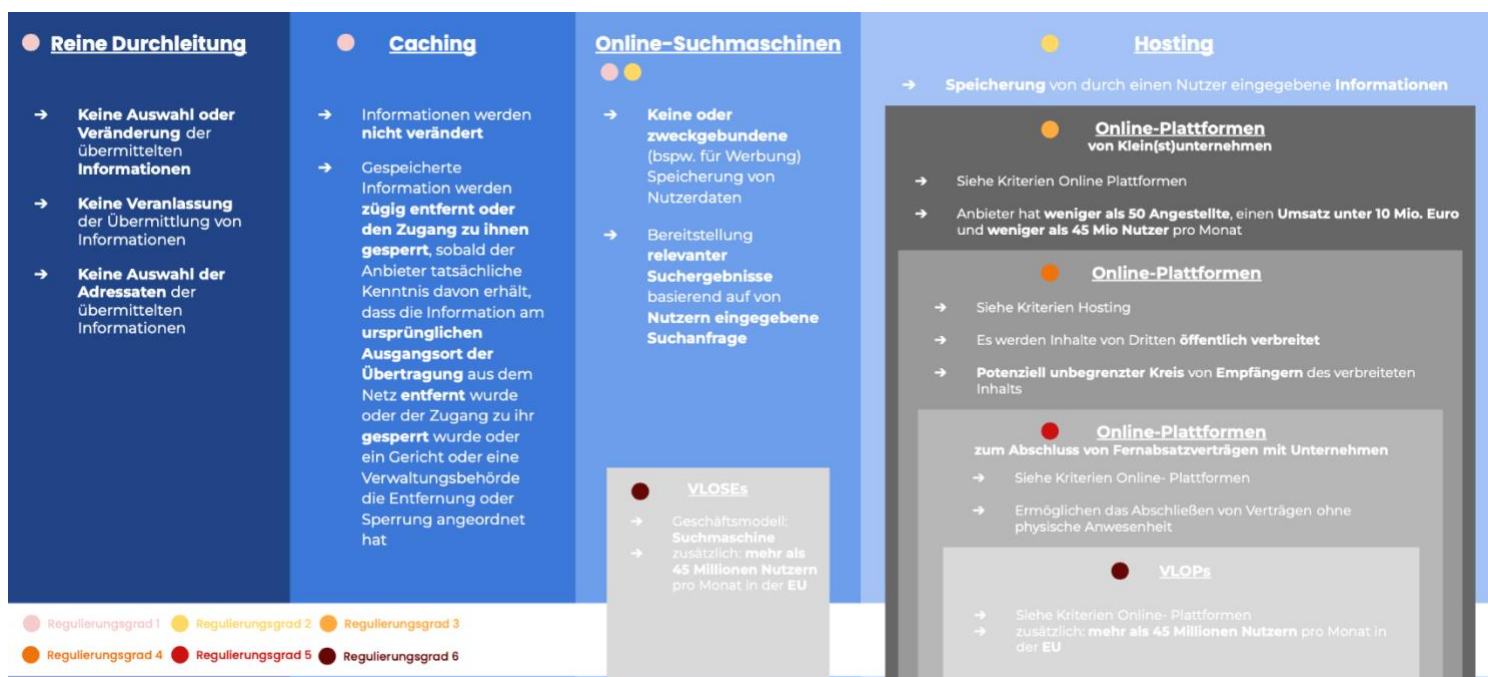 Reine Durchleitung
→ Keine Auswahl oder
Veränderung der
übermittelten
Informationen
→ Keine Veranlassung
der Übermittlung von
Informationen
→ Keine Auswahl der
Adressaten der
übermittelten
Informationen
Caching
→ Informationen werden
nicht verändert
→ Gespeicherte
Information werden
zügig entfernt oder
den Zugang zu ihnen
gesperrt, sobald der
Anbieter tatsächliche
Kenntnis davon erhält,
dass die Information am
ursprünglichen
Ausgangsort der
Übertragung aus dem
Netz entfernt wurde
oder der Zugang zu ihr
gesperrt wurde oder
ein Gericht oder eine
Verwaltungsbehörde
die Entfernung oder
Sperrung angeordnet
hat
Online-Suchmaschinen
→ Keine oder
zweckgebundene
(bspw. für Werbung)
Speicherung von
Nutzerdaten
→ Bereitstellung
relevanter
Suchergebnisse
basierend auf von
Nutzern eingegebene
Suchanfrage
VLOSEs
→ Geschäftsmodell:
Suchmaschine
→ zusätzlich: mehr als
45 Millionen Nutzern
pro Monat in der EU
Hosting
→ Speicherung von durch einen Nutzer eingegebene Informationen
Online-Plattformen
von Klein(st)unternehmen
→ Siehe Kriterien Online Plattformen
→ Anbieter hat weniger als 50 Angestellte, einen Umsatz unter 10 Mio. Euro
und weniger als 45 Mio Nutzer pro Monat
Online-Plattformen
→ Siehe Kriterien Hosting
→ Es werden Inhalte von Dritten öffentlich verbreitet
→ Potenziell unbegrenzter Kreis von Empfängern des verbreiteten
Inhalts
Online-Plattformen
zum Abschluss von Fernabsatzverträgen mit Unternehmen
→ Siehe Kriterien Online- Plattformen
→ Ermöglichen das Abschließen von Verträgen ohne
physische Anwesenheit
VLOPs
→ Siehe Kriterien Online- Plattformen
→ zusätzlich: mehr als 45 Millionen Nutzern pro Monat in
der EU
Regulierungsgrad 1 Regulierungsgrad 2 Regulierungsgrad 3
Regulierungsgrad 4 Regulierungsgrad 5 Regulierungsgrad 6